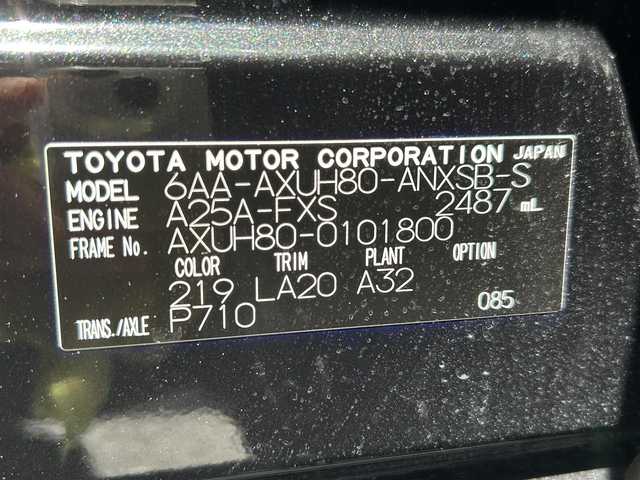 TOYOTA MOTOR CORPORATION JAPAN
MODEL 6AA-AXUH80-ANXSB-S
ENGINE A25A-FXS 2487 mL
FRAME No. AXUH80-0101800
COLOR TRIM PLANT OPTION
219 LA20 A32
TRANS./AXLE P710 085